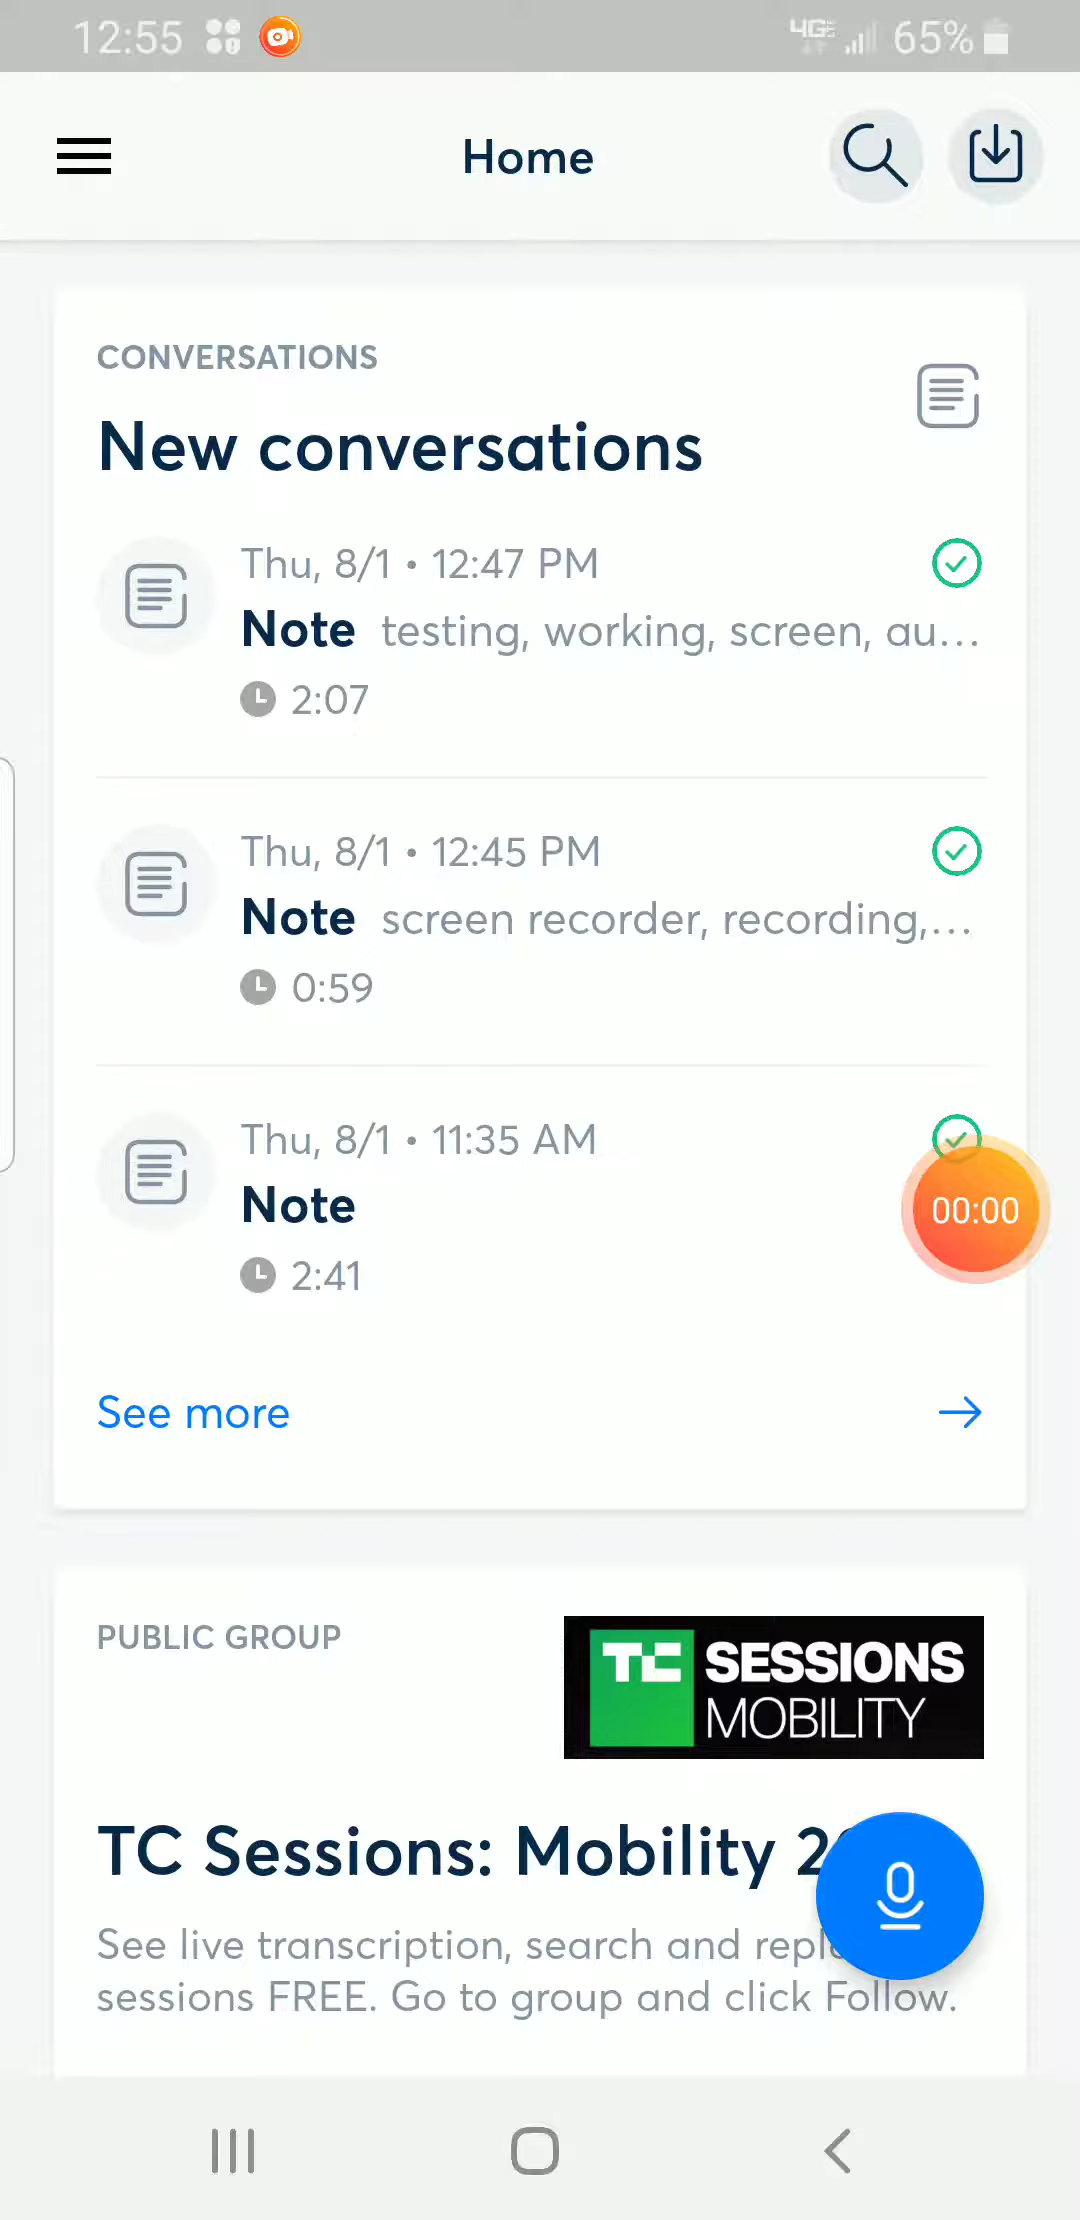 12:55 4G 65%
Home
CONVERSATIONS
New conversations
Thu, 8/1 • 12:47 PM
Note testing, working, screen, au...
2:07
Thu, 8/1 • 12:45 PM
Note screen recorder, recording,...
0:59
Thu, 8/1 • 11:35 AM
Note
00:00
2:41
See more
PUBLIC GROUP
TC SESSIONS
MOBILITY
TC Sessions: Mobility
See live transcription, search and
sessions FREE. Go to group and click Follow.